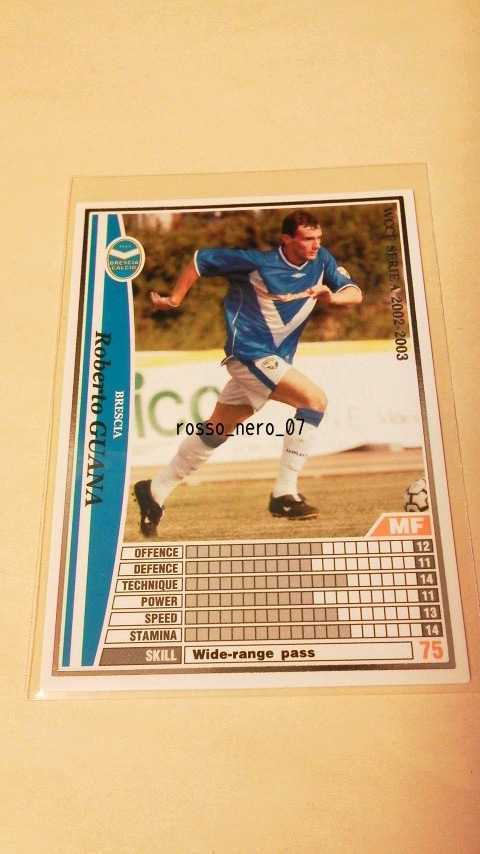 WCCF SERIE A 2002-2003
BRESCIA
CALCIO
BRESCIA
Roberto GUANA
ico
rosso_nero_07
MF
OFFENCE 12
DEFENCE 11
TECHNIQUE 14
POWER 11
SPEED 13
STAMINA 14
SKILL Wide-range pass 75